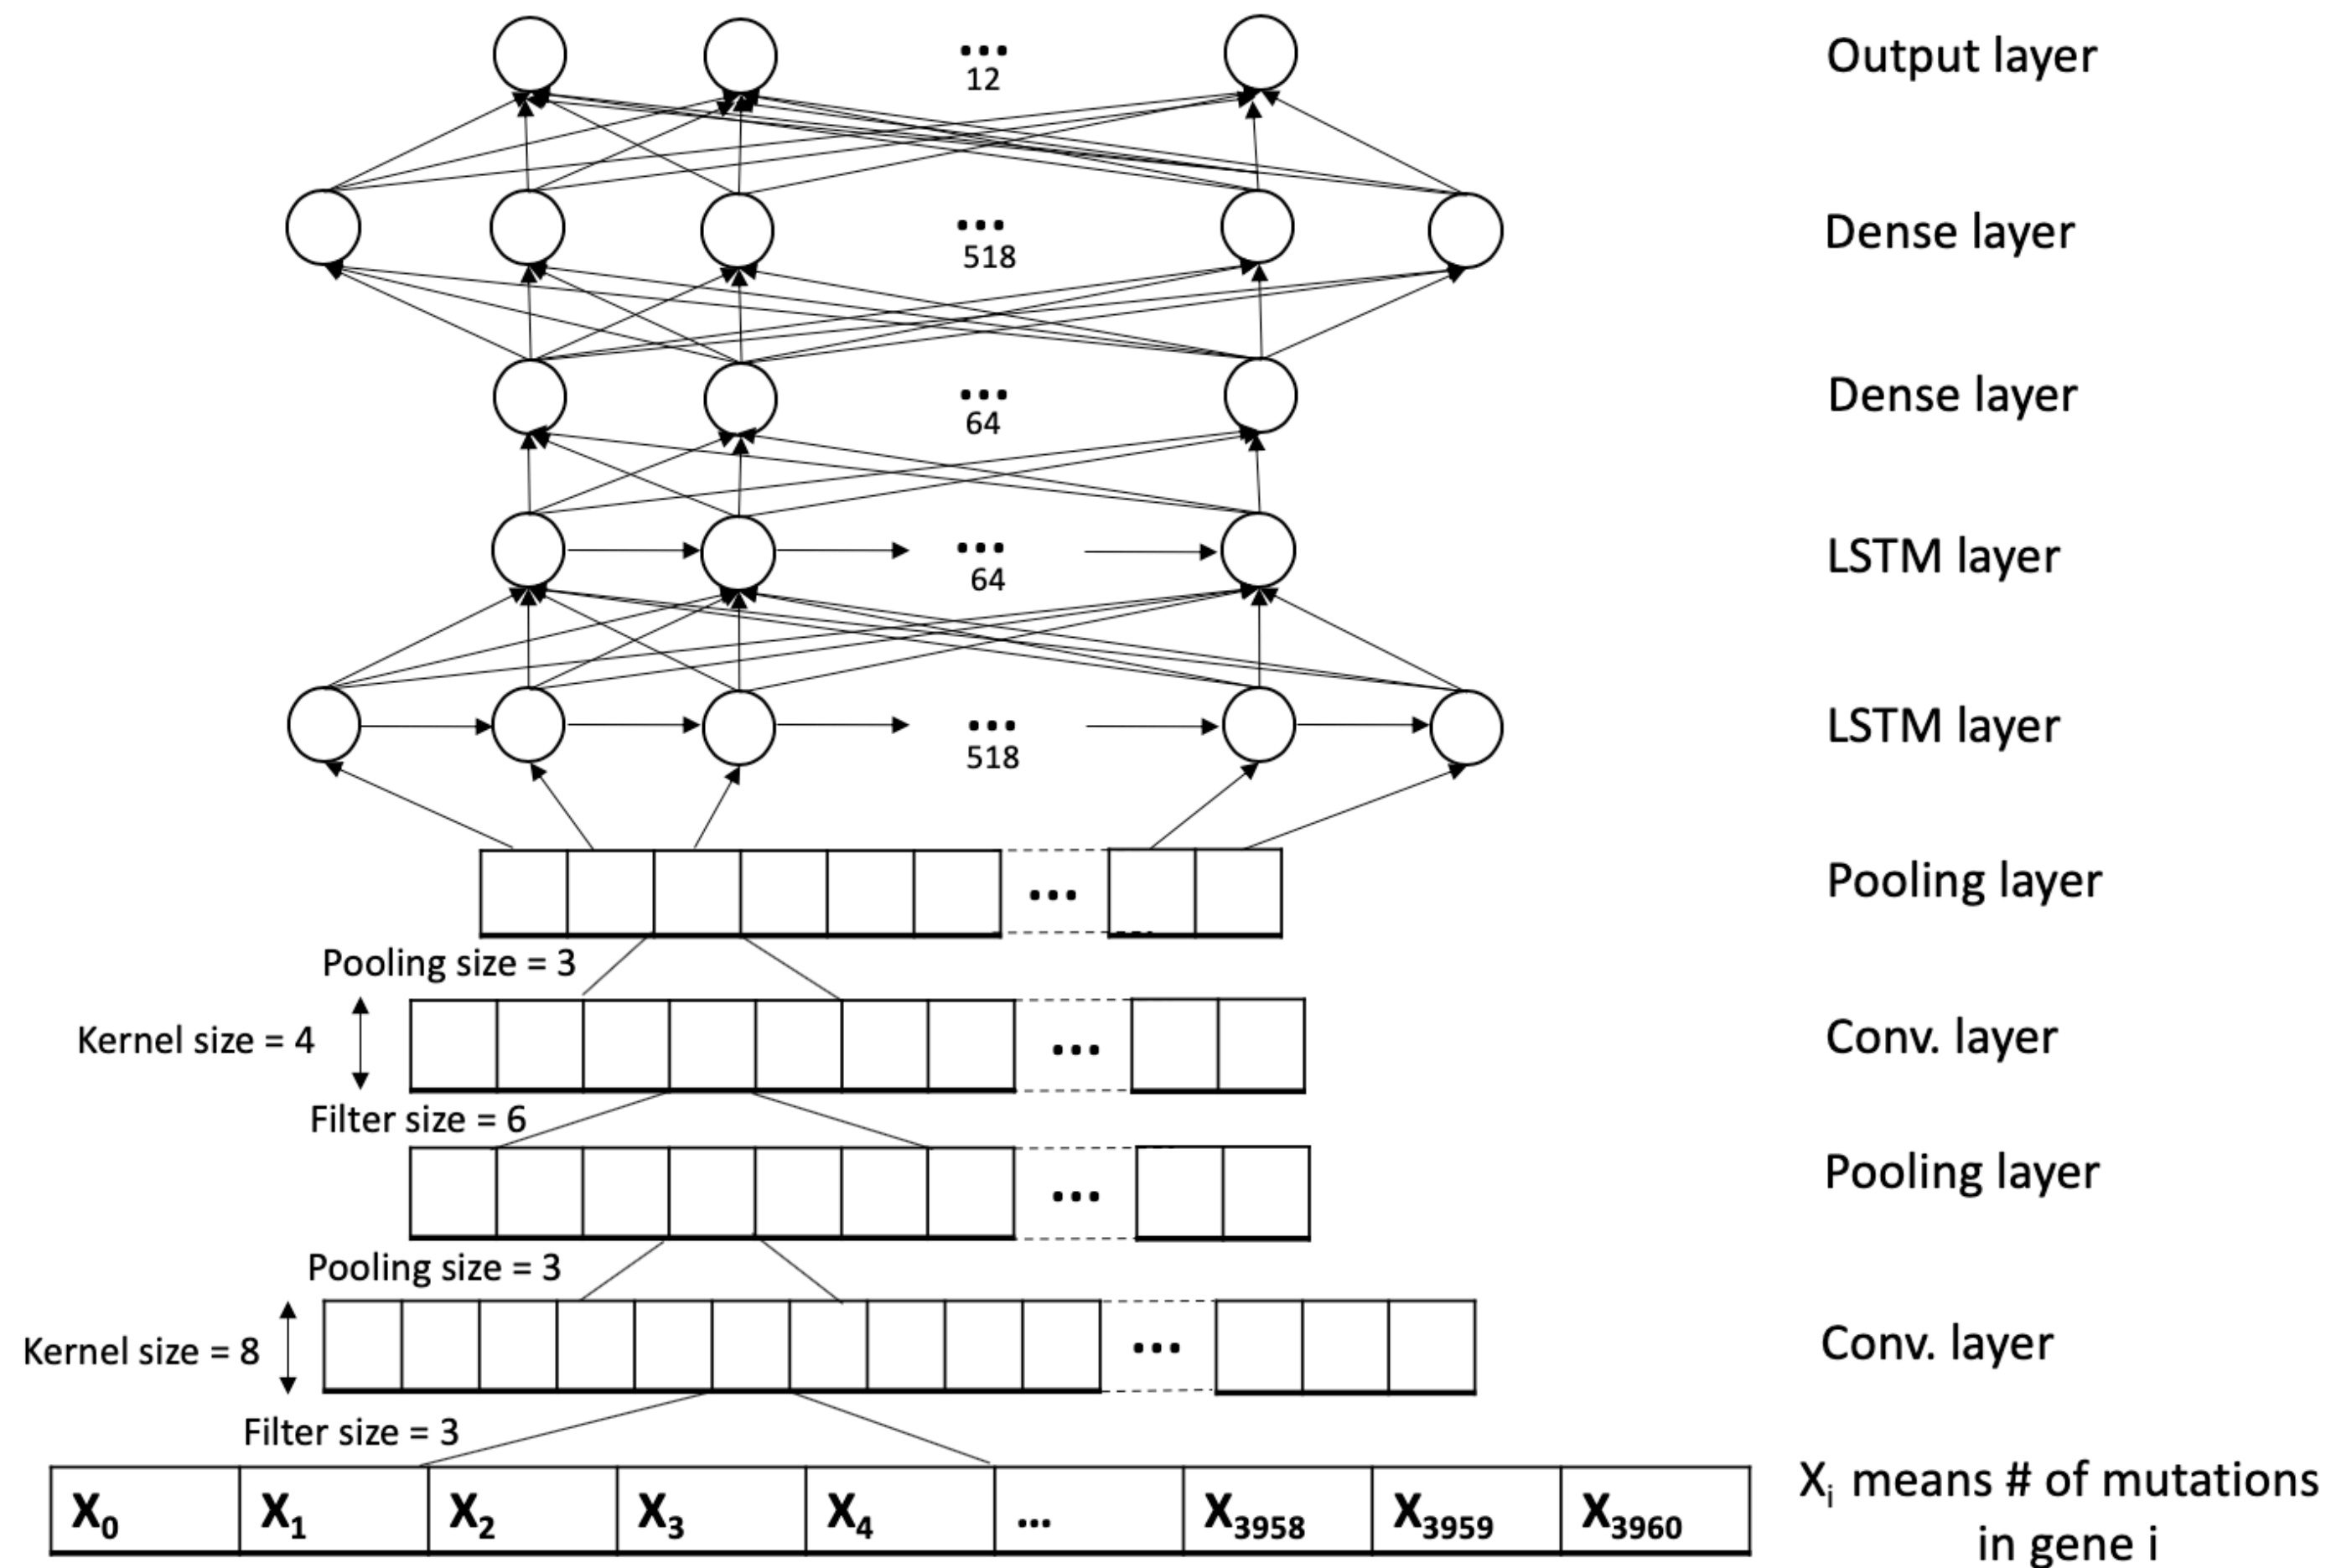 ... Output layer
12
... Dense layer
518
... Dense layer
64
... LSTM layer
64
... LSTM layer
518
... Pooling layer
Pooling size = 3
Kernel size = 4 ... Conv. layer
Filter size = 6
... Pooling layer
Pooling size = 3
Kernel size = 8 ... Conv. layer
Filter size = 3
X₀ X₁ X₂ X₃ X₄ ... X₃₉₅₈ X₃₉₅₉ X₃₉₆₀
Xᵢ means # of mutations
in gene i